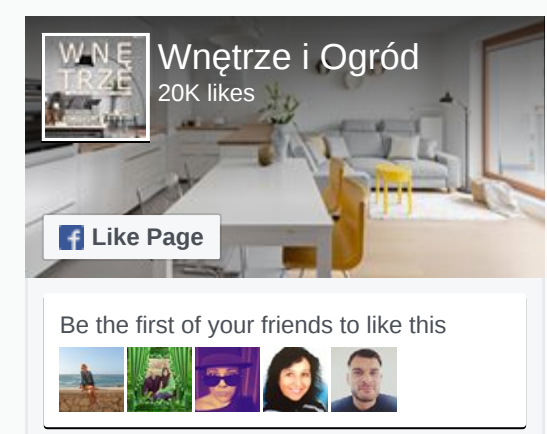 WNĘ
TRZE
Wnętrze i Ogród
20K likes
Like Page
Be the first of your friends to like this